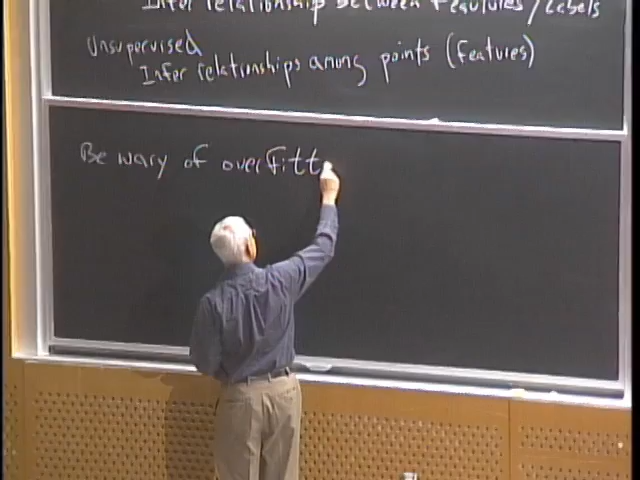 Infer relationship between features/labels
Unsupervised
Infer relationships among points (features)
Be wary of overfitt